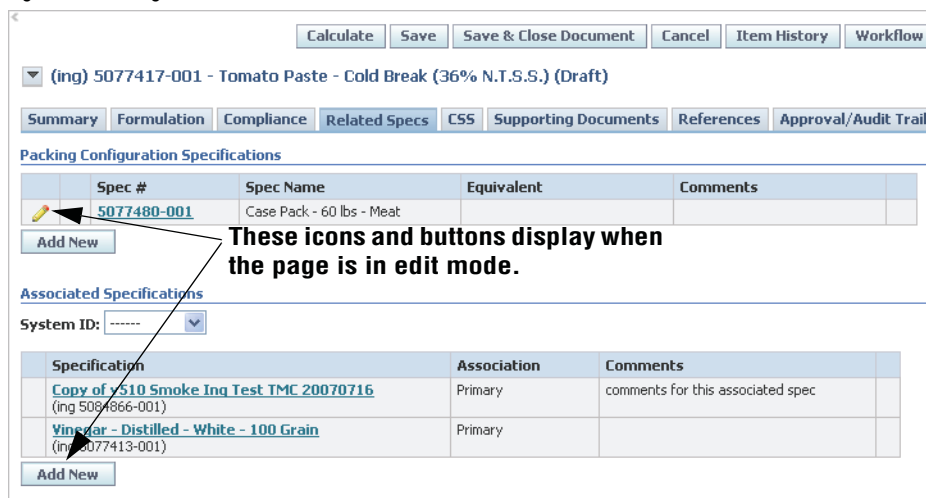 Calculate Save Save & Close Document Cancel Item History Workflow
(ing) 5077417-001 - Tomato Paste - Cold Break (36% N.T.S.S.) (Draft)
Summary Formulation Compliance Related Specs CSS Supporting Documents References Approval/Audit Trail
Packing Configuration Specifications
Spec # Spec Name Equivalent Comments
5077480-001 Case Pack - 60 lbs - Meat
Add New
These icons and buttons display when
the page is in edit mode.
Associated Specifications
System ID: ------
Specification Association Comments
Copy of v510 Smoke Ing Test TMC 20070716 Primary comments for this associated spec
(ing 5084866-001)
Vinegar - Distilled - White - 100 Grain Primary
(ing 5077413-001)
Add New